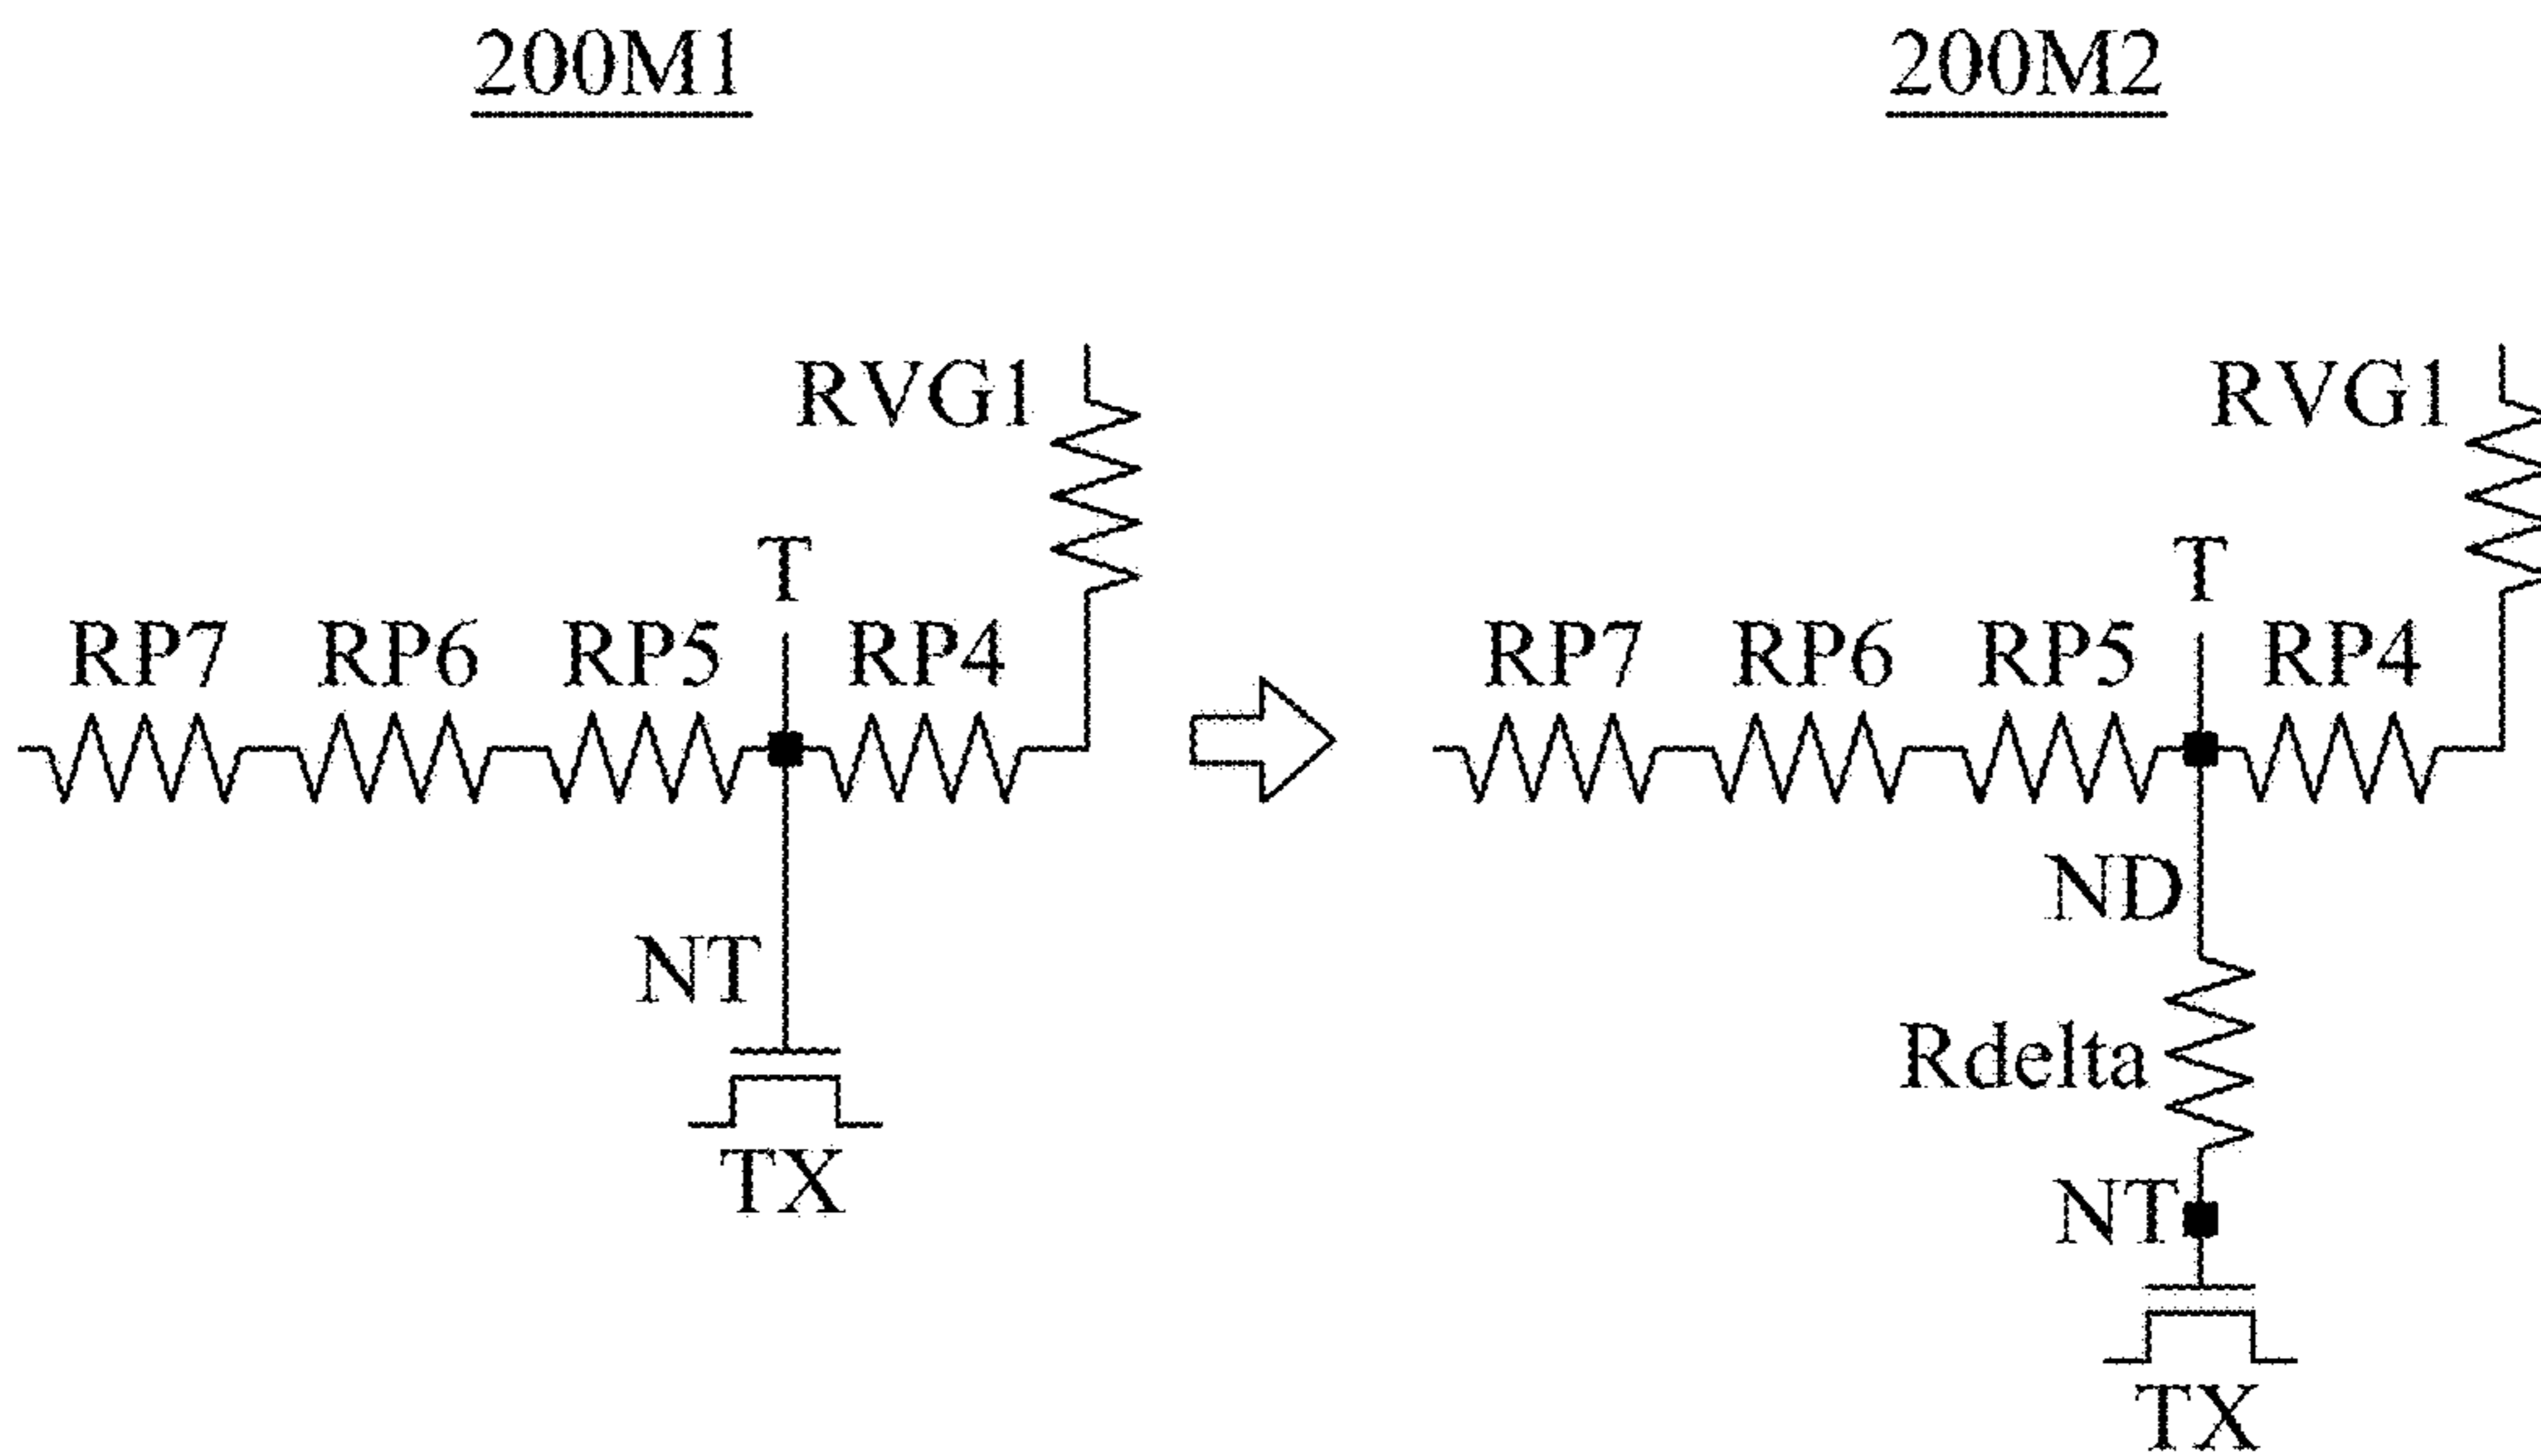 200M1
RVG1
T
RP7 RP6 RP5 RP4
NT
TX
200M2
RVG1
T
RP7 RP6 RP5 RP4
ND
Rdelta
NT
TX